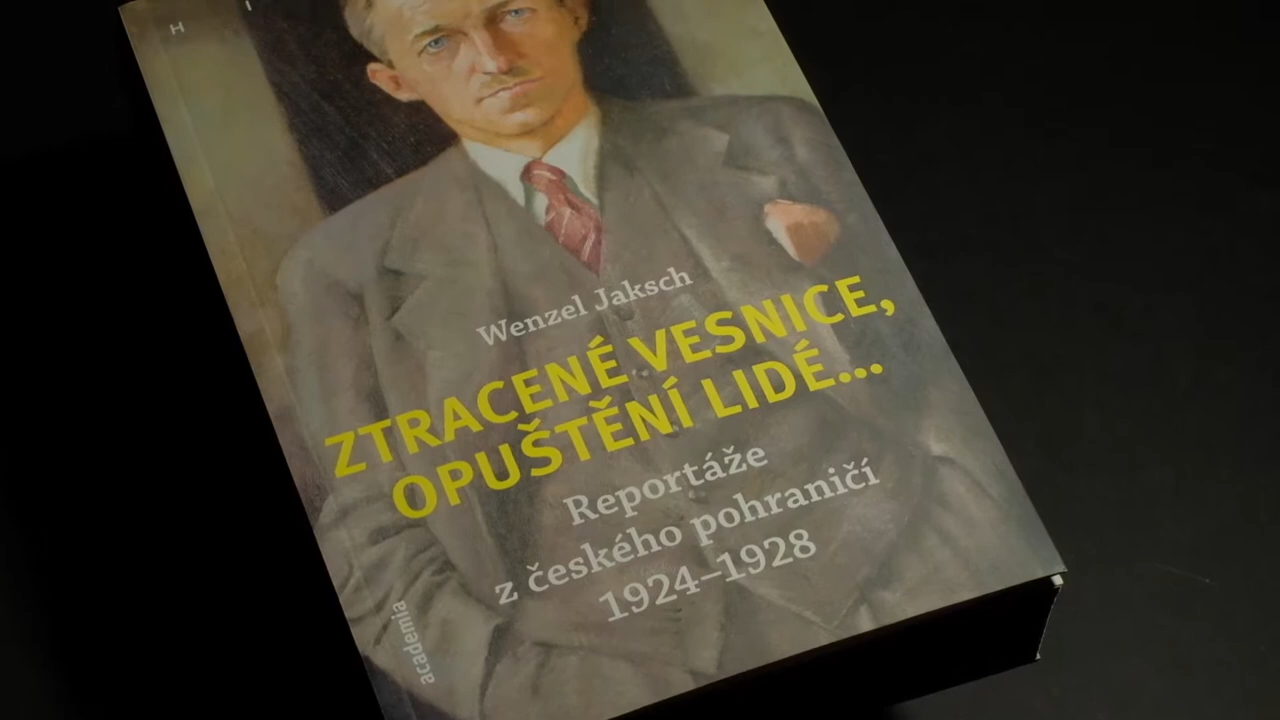 H I
Wenzel Jaksch
ZTRACENÉ VESNICE,
OPUŠTĚNÍ LIDÉ...
Reportáže
z českého pohraničí
1924–1928
academia